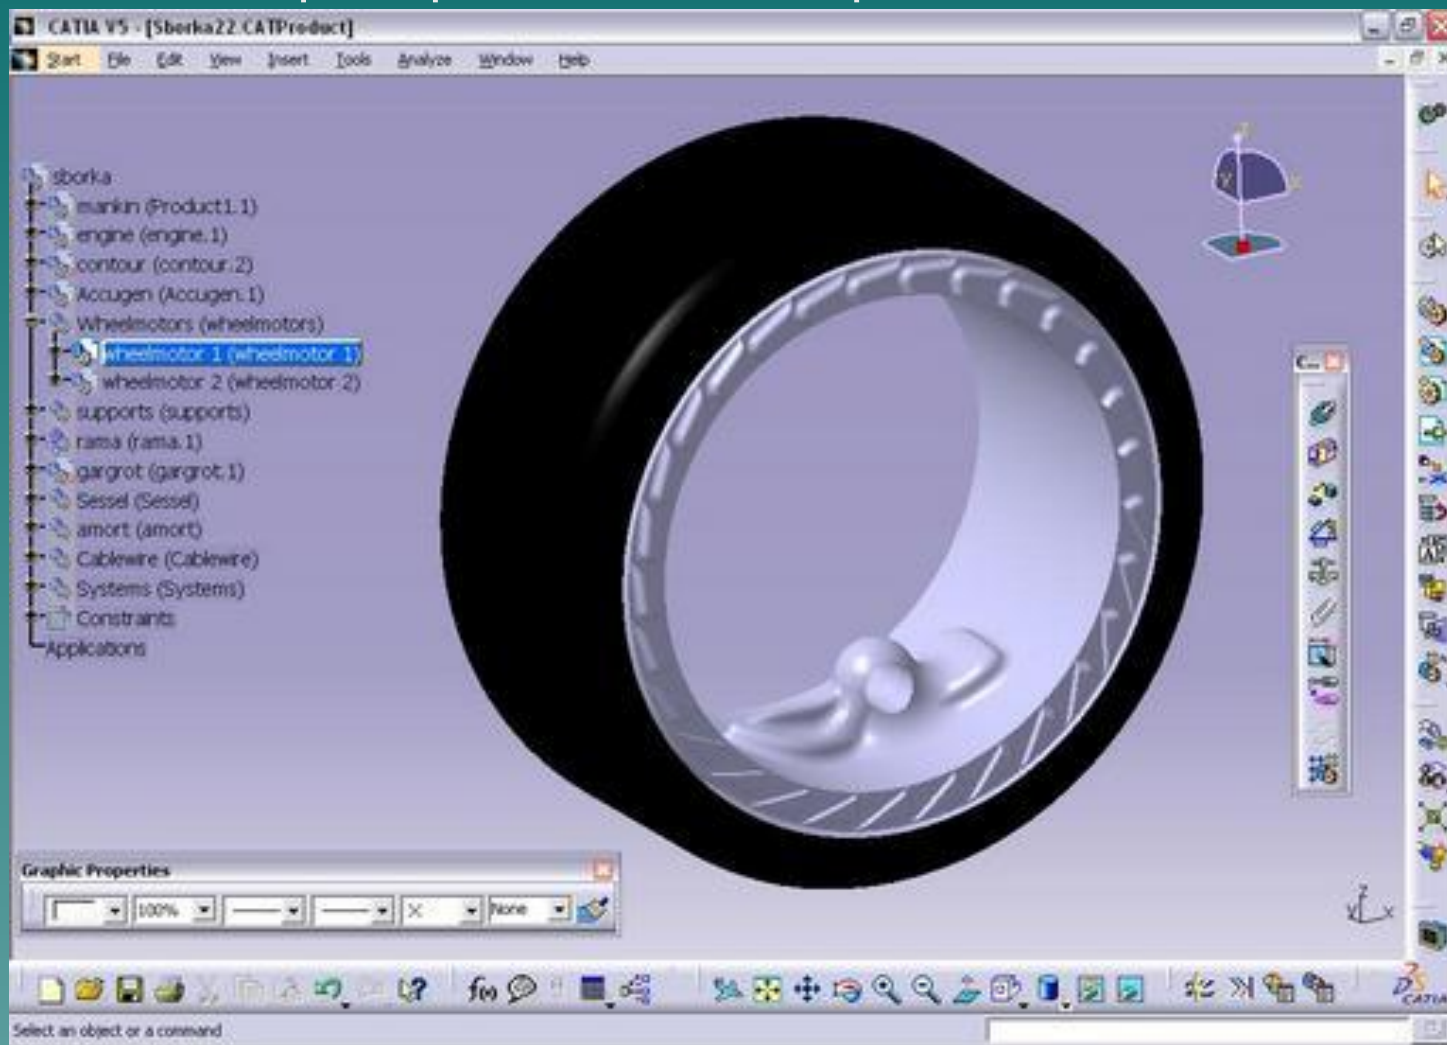 CATIA V5 - [Sborka22.CATProduct]
Start File Edit View Insert Tools Analyze Window Help
sborka
mankin (Product1.1)
engine (engine.1)
contour (contour.2)
Accugen (Accugen.1)
Wheelmotors (wheelmotors)
wheelmotor 1 (wheelmotor 1)
wheelmotor 2 (wheelmotor 2)
supports (supports)
rama (rama.1)
gargrot (gargrot.1)
Sessel (Sessel)
amort (amort)
Cablewire (Cablewire)
Systems (Systems)
Constraints
Applications
C...
Graphic Properties
100% None
z
y x
f(x)
CATIA
Select an object or a command